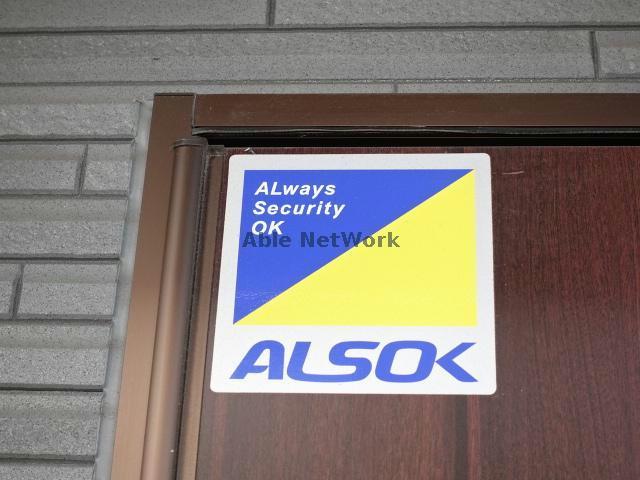 ALways
Security
OK
Able NetWork
ALSOK